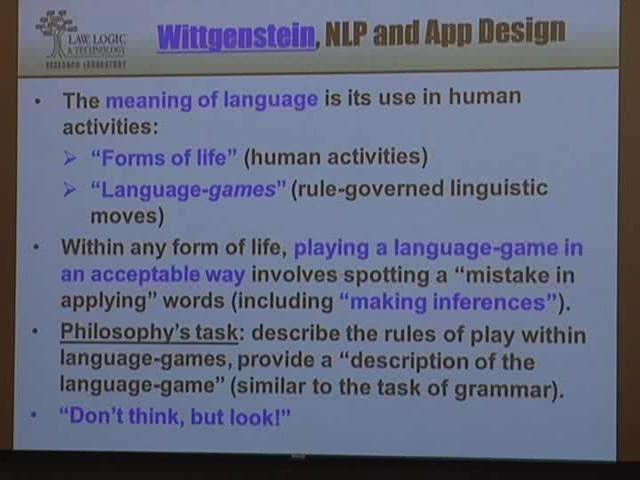 LAW LOGIC
& TECHNOLOGY
RESEARCH LABORATORY
Wittgenstein, NLP and App Design
• The meaning of language is its use in human
activities:
➢ “Forms of life” (human activities)
➢ “Language-games” (rule-governed linguistic
moves)
• Within any form of life, playing a language-game in
an acceptable way involves spotting a “mistake in
applying” words (including “making inferences”).
• Philosophy’s task: describe the rules of play within
language-games, provide a “description of the
language-game” (similar to the task of grammar).
• “Don’t think, but look!”